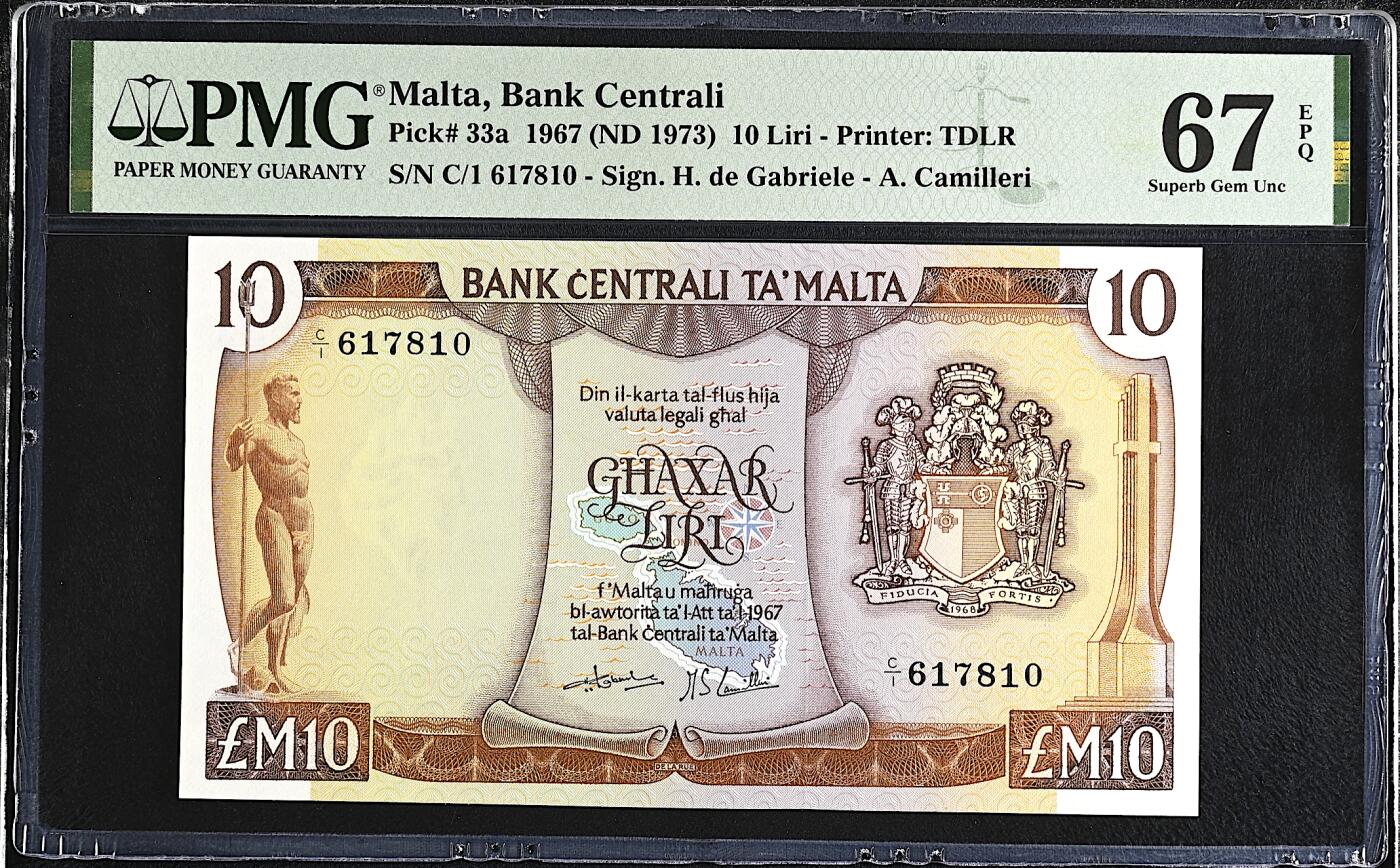 PMG®
PAPER MONEY GUARANTY
Malta, Bank Centrali
Pick# 33a 1967 (ND 1973) 10 Liri - Printer: TDLR
S/N C/1 617810 - Sign. H. de Gabriele - A. Camilleri
67 EPQ
Superb Gem Unc
10 BANK ĊENTRALI TA' MALTA 10
C/1 617810
Din il-karta tal-flus hija
valuta legali għal
GĦAXAR
LIRI
f'Malta u maħruġa
bl-awtorità ta' l-Att ta' l-1967
tal-Bank Ċentrali ta' Malta
MALTA
FIDUCIA 1968 FORTIS
C/1 617810
£M10 £M10
DE LA RUE